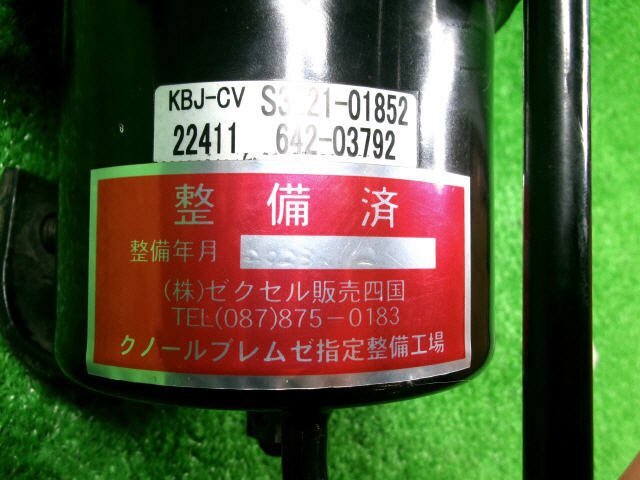 KBJ-CV
22411 642-03792
整備済
整備年月
(株)ゼクセル販売四国
TEL(087)875-0183
クノールブレムゼ指定整備工場